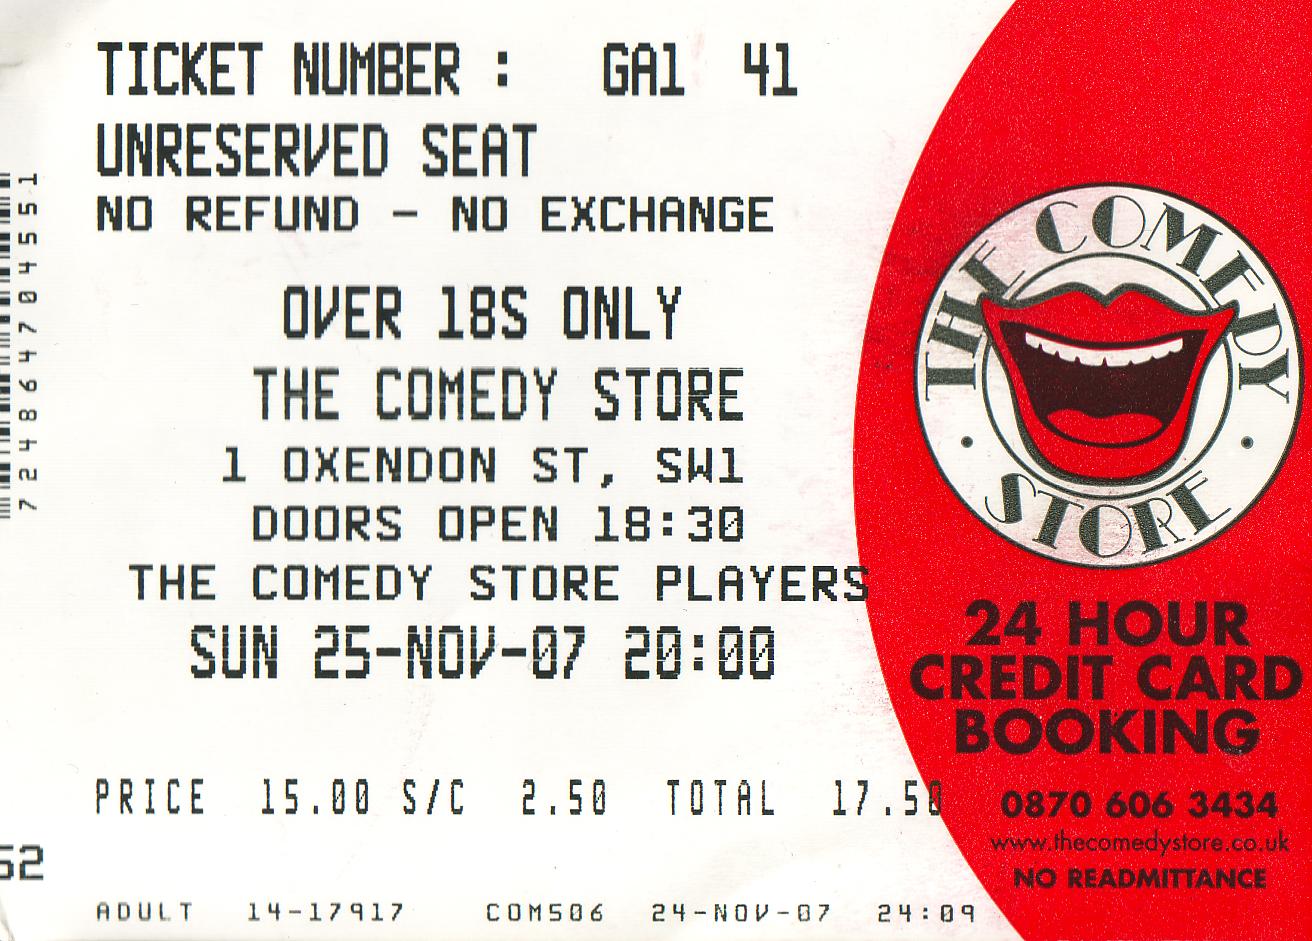 TICKET NUMBER : GA1 41
UNRESERVED SEAT
NO REFUND - NO EXCHANGE
OVER 18S ONLY
THE COMEDY STORE
1 OXENDON ST, SW1
DOORS OPEN 18:30
THE COMEDY STORE PLAYERS
SUN 25-NOV-07 20:00
PRICE 15.00 S/C 2.50 TOTAL 17.50
ADULT 14-17917 COM506 24-NOV-07 24:09
7248647045551
52
THE COMEDY
STORE
24 HOUR
CREDIT CARD
BOOKING
0870 606 3434
www.thecomedystore.co.uk
NO READMITTANCE